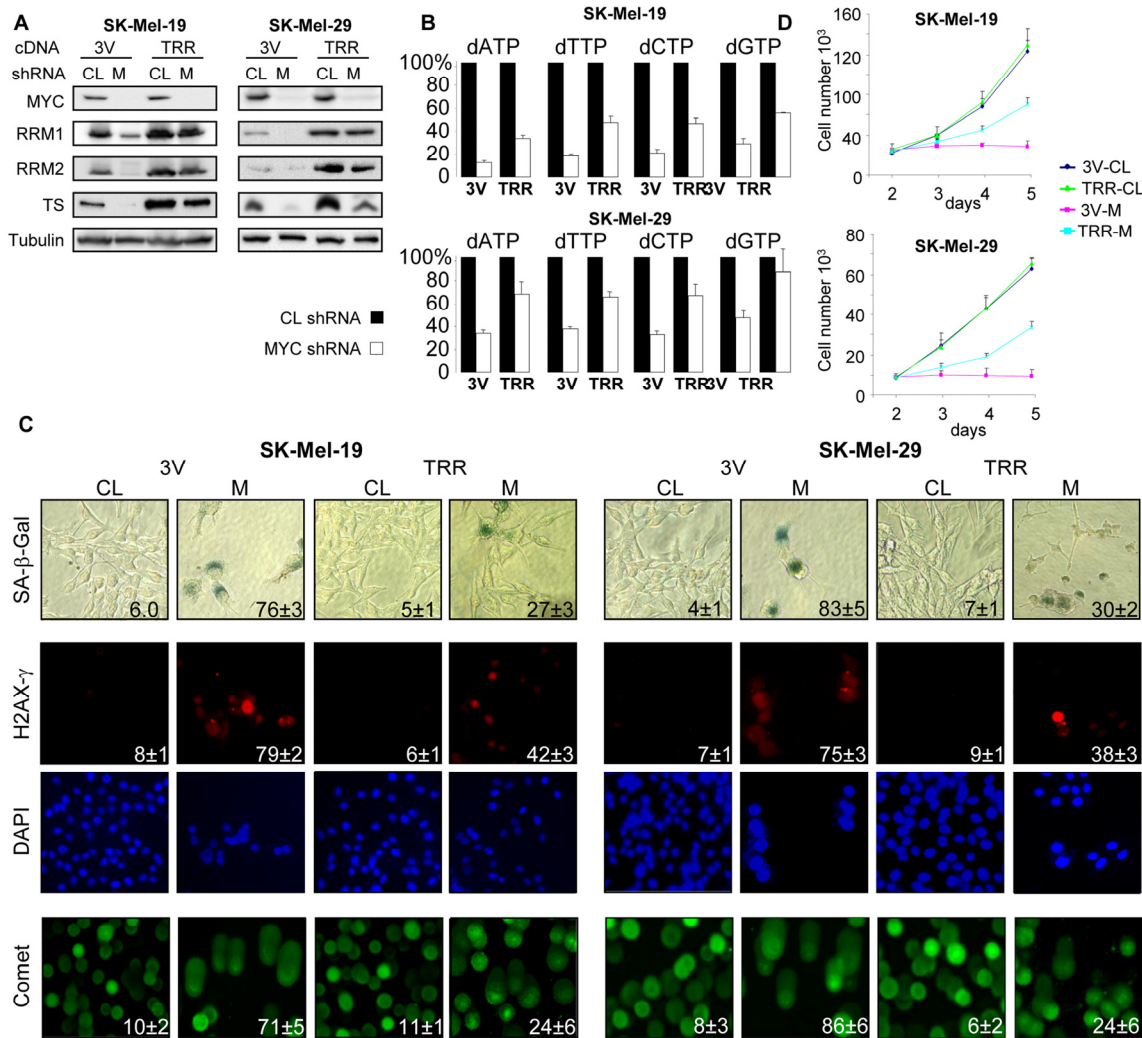 A
SK-Mel-19
SK-Mel-29
cDNA 3V TRR 3V TRR
shRNA CL M CL M CL M CL M
MYC
RRM1
RRM2
TS
Tubulin
CL shRNA
MYC shRNA
B
SK-Mel-19
dATP dTTP dCTP dGTP
100%
80
60
40
20
3V TRR 3V TRR 3V TRR 3V TRR
SK-Mel-29
dATP dTTP dCTP dGTP
100%
80
60
40
20
3V TRR 3V TRR 3V TRR 3V TRR
D
SK-Mel-19
Cell number 10³
160
120
100
80
40
0
2 3 4 5
days
3V-CL
TRR-CL
3V-M
TRR-M
SK-Mel-29
Cell number 10³
80
60
40
20
0
2 3 4 5
days
C
SK-Mel-19
SK-Mel-29
3V TRR 3V TRR
CL M CL M CL M CL M
SA-β-Gal
6.0 76±3 5±1 27±3 4±1 83±5 7±1 30±2
H2AX-γ
8±1 79±2 6±1 42±3 7±1 75±3 9±1 38±3
DAPI
Comet
10±2 71±5 11±1 24±6 8±3 86±6 6±2 24±6